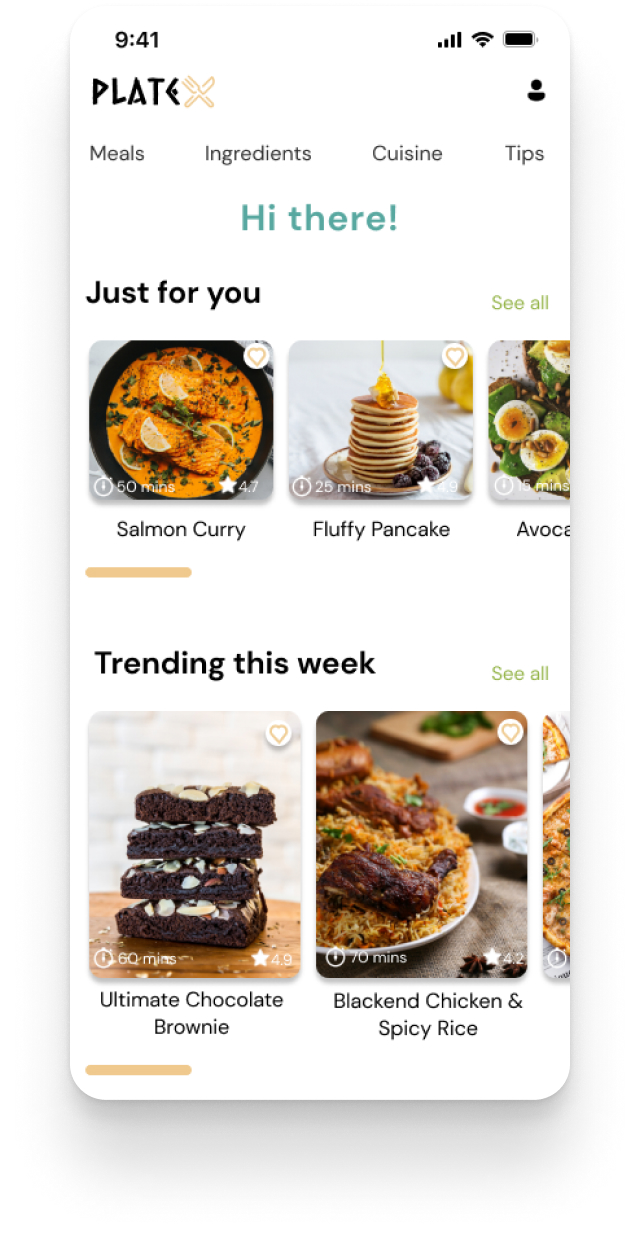 9:41
PLATE
Meals Ingredients Cuisine Tips
Hi there!
Just for you
See all
50 mins 4.7
25 mins 4.9
15 mins
Salmon Curry
Fluffy Pancake
Avoca
Trending this week
See all
60 mins 4.9
70 mins 4.2
Ultimate Chocolate
Brownie
Blackend Chicken &
Spicy Rice